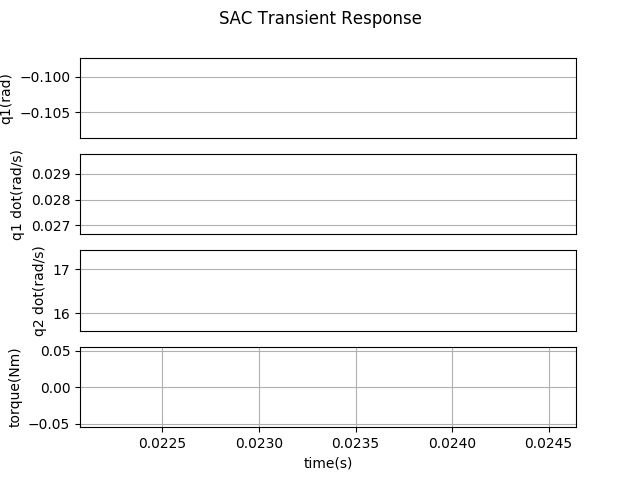 SAC Transient Response
q1(rad)
−0.100
−0.105
q1 dot(rad/s)
0.029
0.028
0.027
q2 dot(rad/s)
17
16
torque(Nm)
0.05
0.00
−0.05
0.0225 0.0230 0.0235 0.0240 0.0245
time(s)